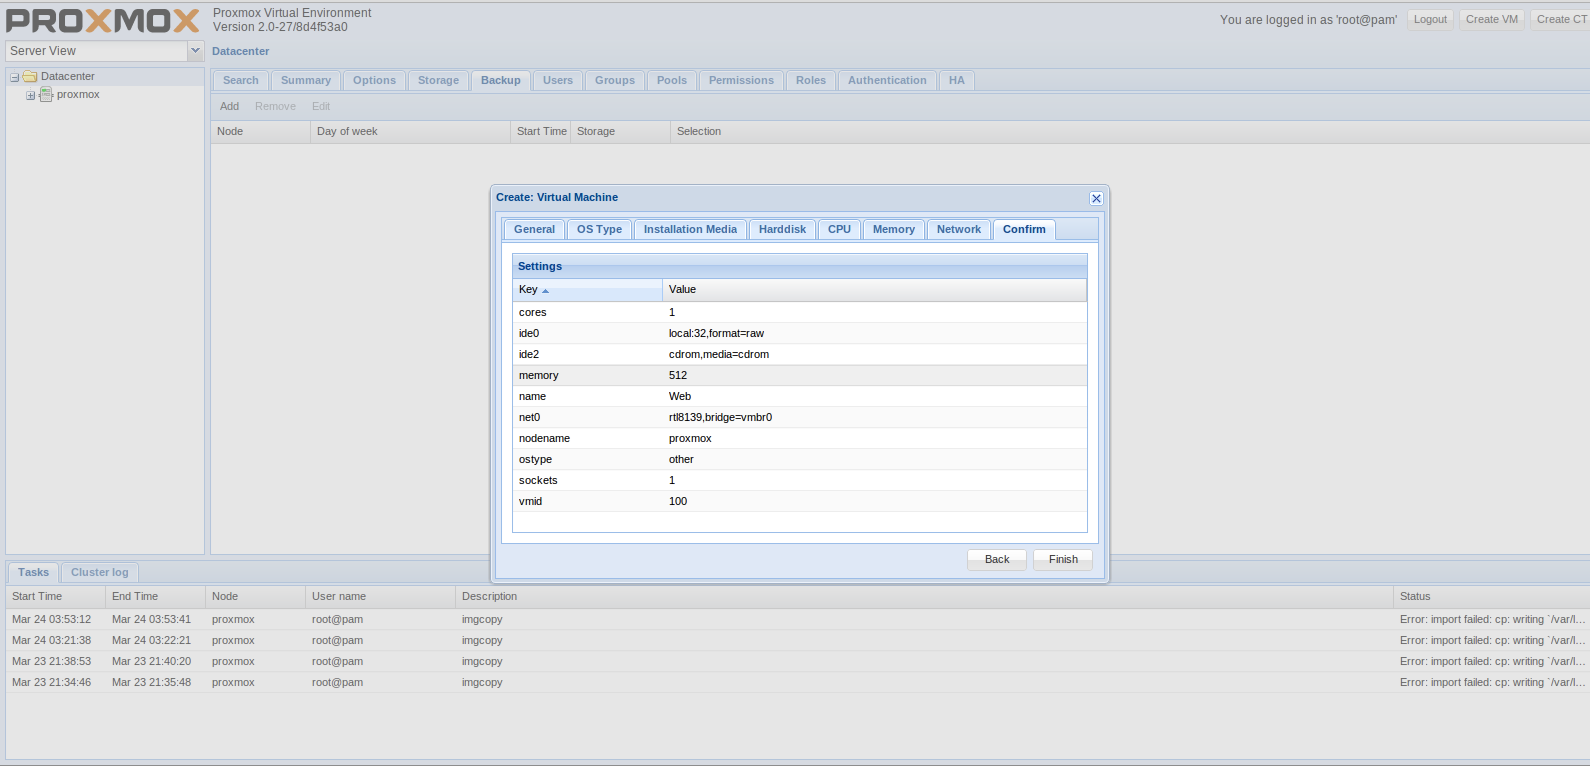 PROXMOX
Proxmox Virtual Environment
Version 2.0-27/8d4f53a0
You are logged in as 'root@pam'
Logout
Create VM
Create CT
Server View
Datacenter
Datacenter
proxmox
Search
Summary
Options
Storage
Backup
Users
Groups
Pools
Permissions
Roles
Authentication
HA
Add
Remove
Edit
Node
Day of week
Start Time
Storage
Selection
Create: Virtual Machine
General
OS Type
Installation Media
Harddisk
CPU
Memory
Network
Confirm
Settings
Key
Value
cores 1
ide0 local:32,format=raw
ide2 cdrom,media=cdrom
memory 512
name Web
net0 rtl8139,bridge=vmbr0
nodename proxmox
ostype other
sockets 1
vmid 100
Back
Finish
Tasks
Cluster log
Start Time End Time Node User name Description Status
Mar 24 03:53:12 Mar 24 03:53:41 proxmox root@pam imgcopy Error: import failed: cp: writing `/var/l...
Mar 24 03:21:38 Mar 24 03:22:21 proxmox root@pam imgcopy Error: import failed: cp: writing `/var/l...
Mar 23 21:38:53 Mar 23 21:40:20 proxmox root@pam imgcopy Error: import failed: cp: writing `/var/l...
Mar 23 21:34:46 Mar 23 21:35:48 proxmox root@pam imgcopy Error: import failed: cp: writing `/var/l...